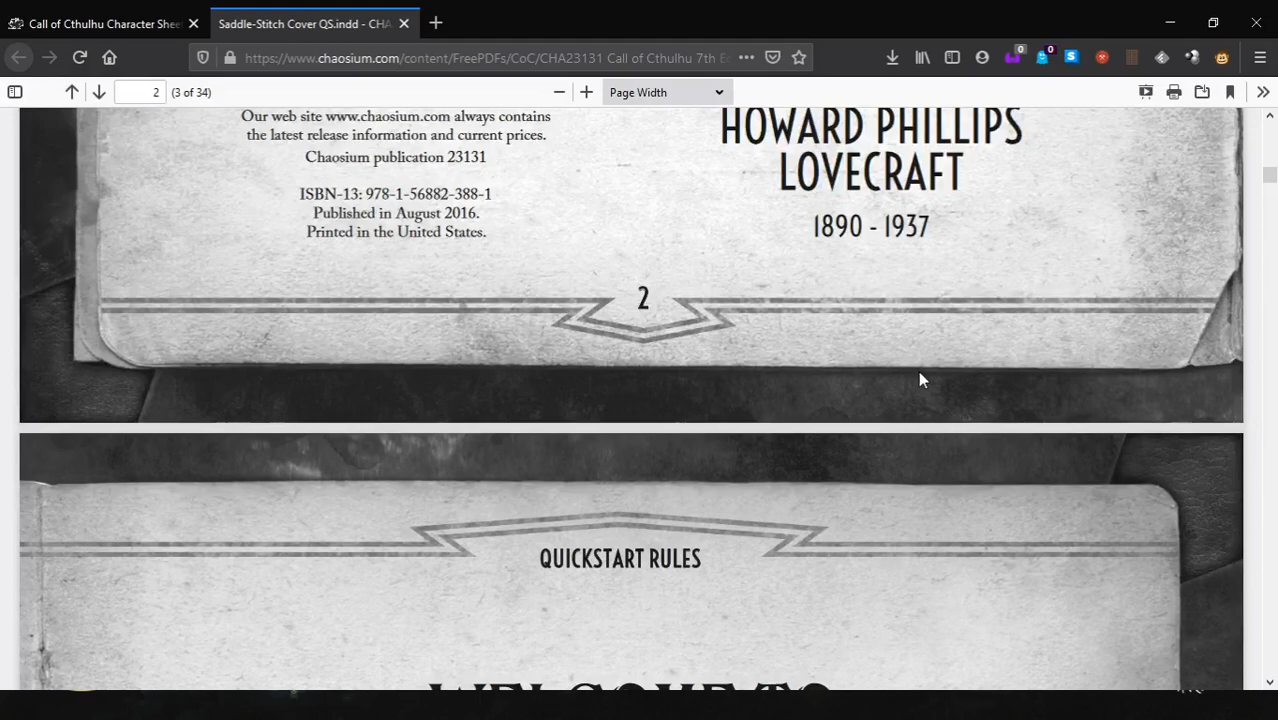 Call of Cthulhu Character Shee
Saddle-Stitch Cover QS.indd - CHA
https://www.chaosium.com/content/FreePDFs/CoC/CHA23131 Call of Cthulhu 7th E
0
0
2
(3 of 34)
Page Width
Our web site www.chaosium.com always contains
the latest release information and current prices.
Chaosium publication 23131
ISBN-13: 978-1-56882-388-1
Published in August 2016.
Printed in the United States.
HOWARD PHILLIPS
LOVECRAFT
1890 - 1937
2
QUICKSTART RULES